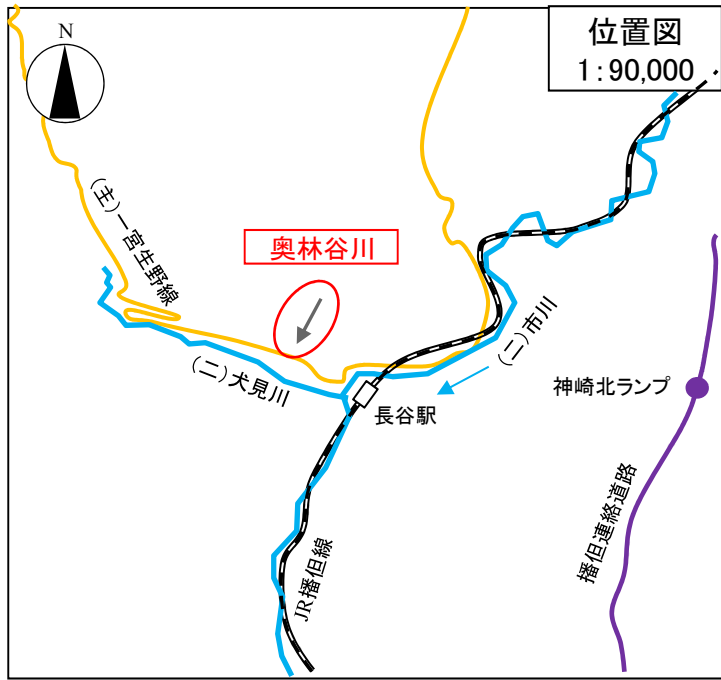 位置図
1:90,000
N
(主)一宮生野線
奥林谷川
(二)市川
(二)犬見川
長谷駅
神崎北ランプ
播但連絡道路
JR播但線